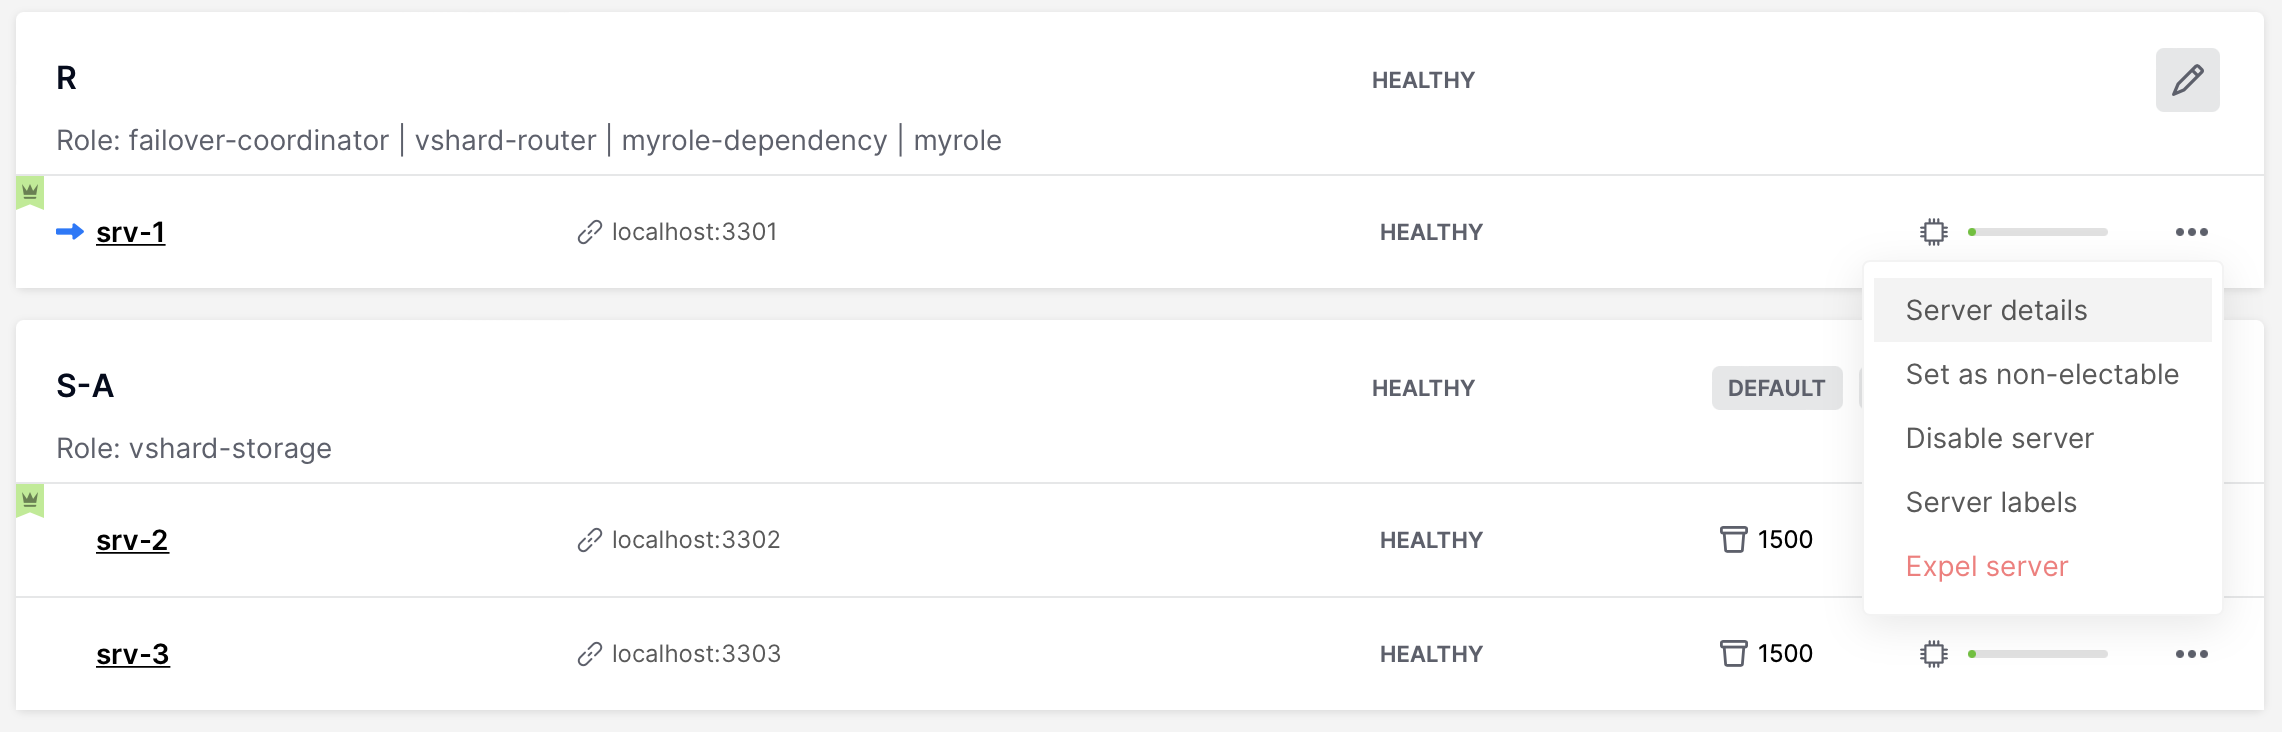 R
HEALTHY
Role: failover-coordinator | vshard-router | myrole-dependency | myrole
srv-1
localhost:3301
HEALTHY
Server details
Set as non-electable
Disable server
Server labels
Expel server
S-A
HEALTHY
DEFAULT
Role: vshard-storage
srv-2
localhost:3302
HEALTHY
1500
srv-3
localhost:3303
HEALTHY
1500